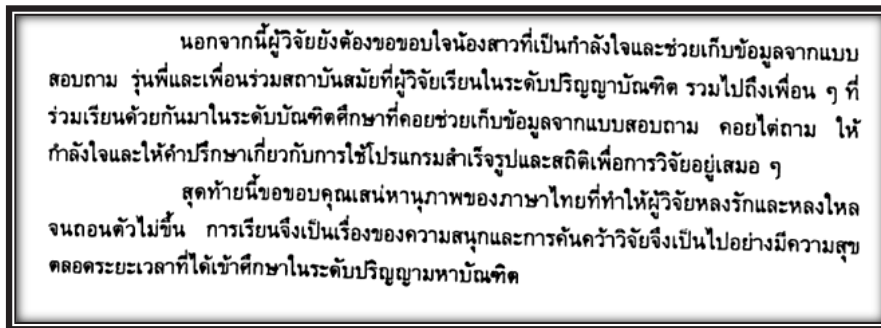 นอกจากนี้ผู้วิจัยยังต้องขอขอบใจน้องสาวที่เป็นกำลังใจและช่วยเก็บข้อมูลจากแบบ
สอบถาม รุ่นพี่และเพื่อนร่วมสถาบันสมัยที่ผู้วิจัยเรียนในระดับปริญญาบัณฑิต รวมไปถึงเพื่อน ๆ ที่
ร่วมเรียนด้วยกันมาในระดับบัณฑิตศึกษาที่คอยช่วยเก็บข้อมูลจากแบบสอบถาม คอยไต่ถาม ให้
กำลังใจและให้คำปรึกษาเกี่ยวกับการใช้โปรแกรมสำเร็จรูปและสถิติเพื่อการวิจัยอยู่เสมอ ๆ
สุดท้ายนี้ขอขอบคุณเสน่หานุภาพของภาษาไทยที่ทำให้ผู้วิจัยหลงรักและหลงใหล
จนถอนตัวไม่ขึ้น การเรียนจึงเป็นเรื่องของความสนุกและการค้นคว้าวิจัยจึงเป็นไปอย่างมีความสุข
ตลอดระยะเวลาที่ได้เข้าศึกษาในระดับปริญญามหาบัณฑิต